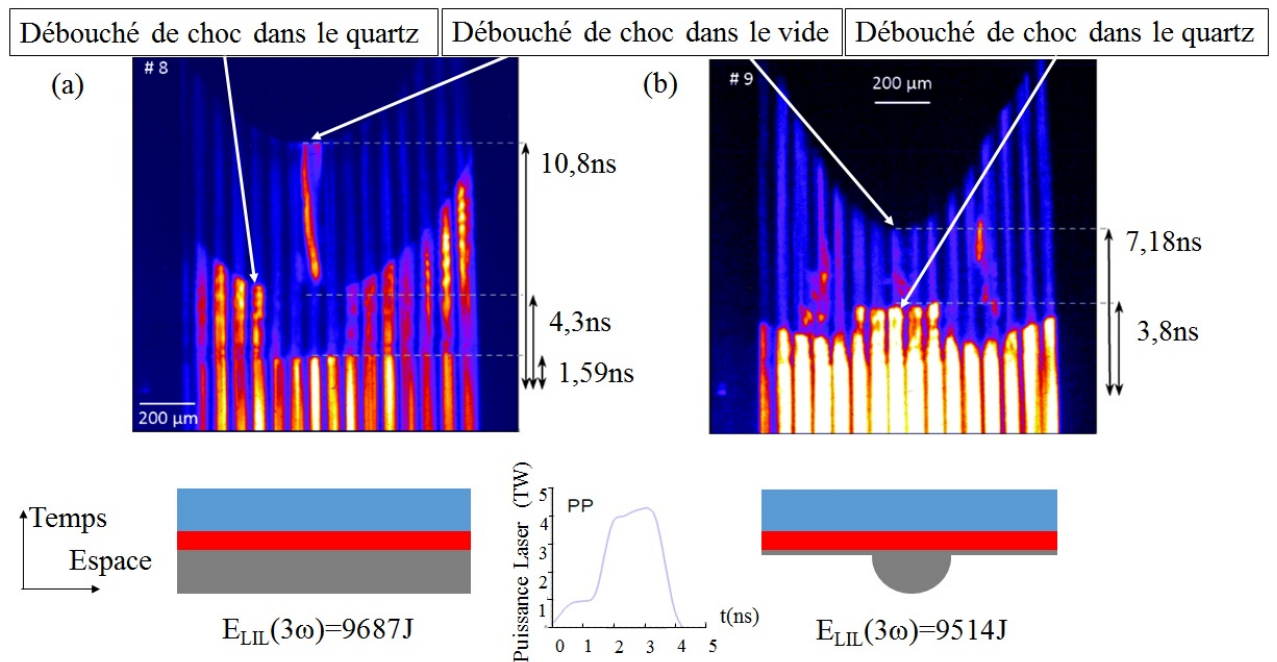 Débouché de choc dans le quartz
Débouché de choc dans le vide
Débouché de choc dans le quartz
(a)
# 8
(b)
#9
200 µm
10,8ns
4,3ns
1,59ns
200 µm
7,18ns
3,8ns
Temps
Espace
E_LIL(3ω)=9687J
Puissance Laser (TW)
5
4
3
2
1
PP
t(ns)
0 1 2 3 4 5
E_LIL(3ω)=9514J